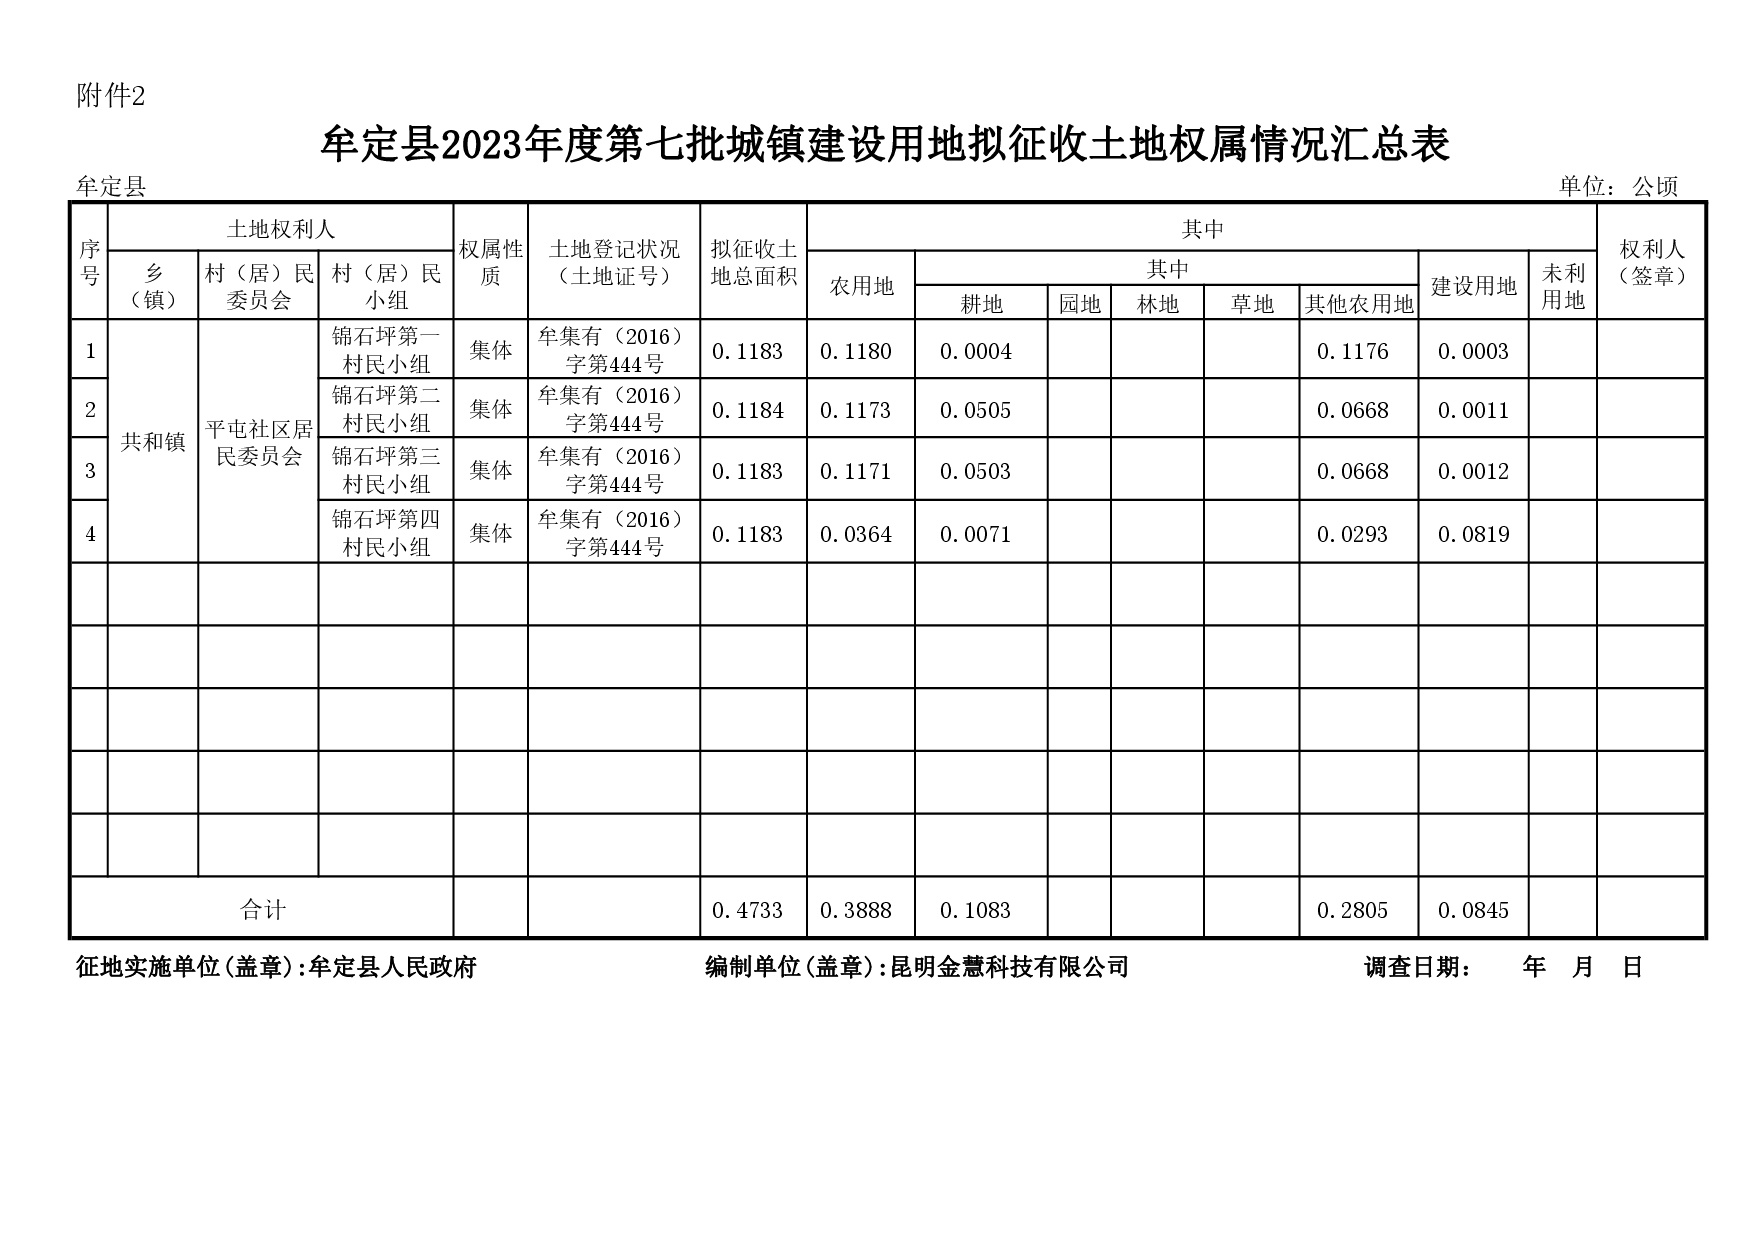 附件2
牟定县2023年度第七批城镇建设用地拟征收土地权属情况汇总表
牟定县 单位：公顷
序号 土地权利人 权属性质 土地登记状况（土地证号） 拟征收土地总面积 其中 权利人（签章）
乡（镇） 村（居）民委员会 村（居）民小组 农用地 其中 建设用地 未利用地
耕地 园地 林地 草地 其他农用地
1 共和镇 平屯社区居民委员会 锦石坪第一村民小组 集体 牟集有（2016）字第444号 0.1183 0.1180 0.0004 0.1176 0.0003
2 锦石坪第二村民小组 集体 牟集有（2016）字第444号 0.1184 0.1173 0.0505 0.0668 0.0011
3 锦石坪第三村民小组 集体 牟集有（2016）字第444号 0.1183 0.1171 0.0503 0.0668 0.0012
4 锦石坪第四村民小组 集体 牟集有（2016）字第444号 0.1183 0.0364 0.0071 0.0293 0.0819
合计 0.4733 0.3888 0.1083 0.2805 0.0845
征地实施单位(盖章):牟定县人民政府 编制单位(盖章):昆明金慧科技有限公司 调查日期： 年 月 日